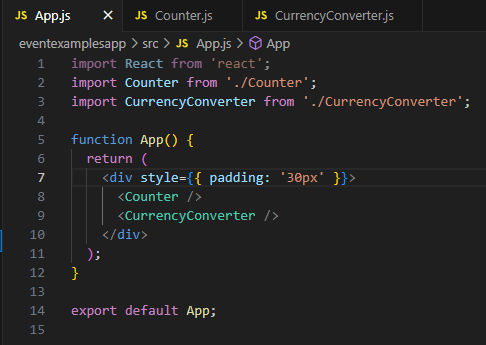 JS App.js × JS Counter.js JS CurrencyConverter.js
eventexamplesapp > src > JS App.js > App
1 import React from 'react';
2 import Counter from './Counter';
3 import CurrencyConverter from './CurrencyConverter';
4
5 function App() {
6   return (
7     <div style={{ padding: '30px' }}>
8       <Counter />
9       <CurrencyConverter />
10     </div>
11   );
12 }
13
14 export default App;
15